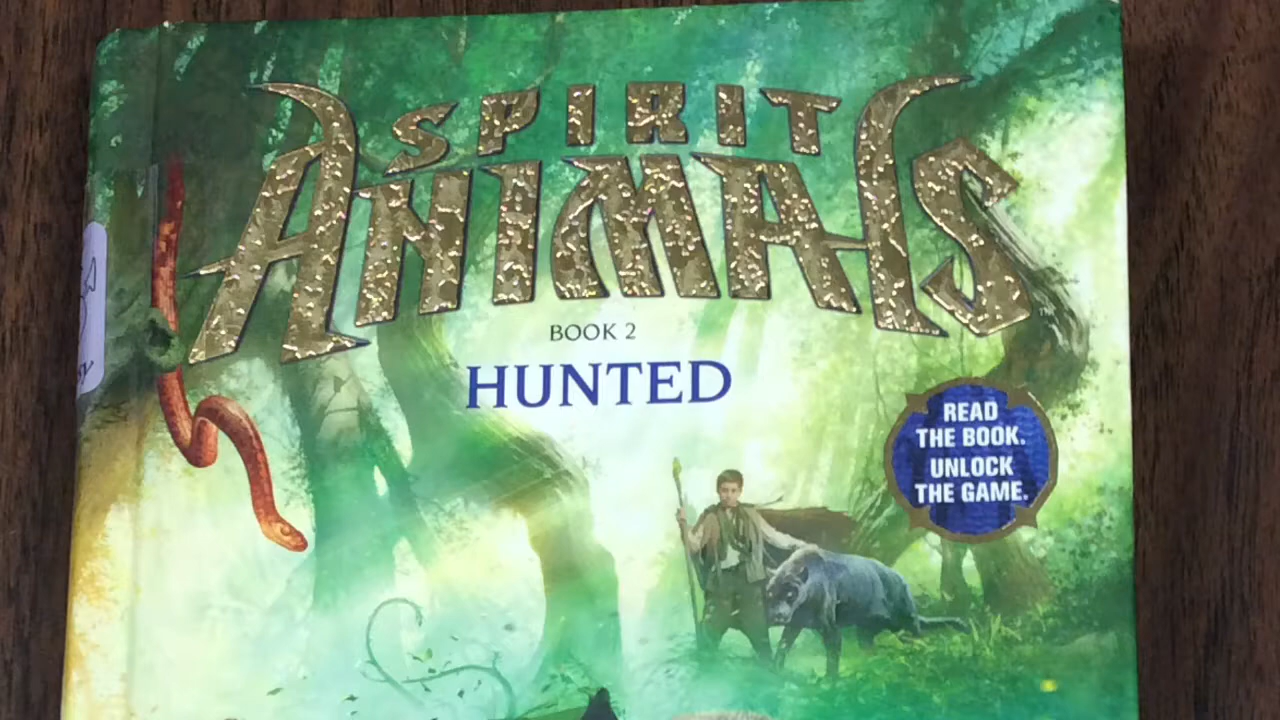 SPIRIT
ANIMALS
BOOK 2
HUNTED
READ
THE BOOK.
UNLOCK
THE GAME.